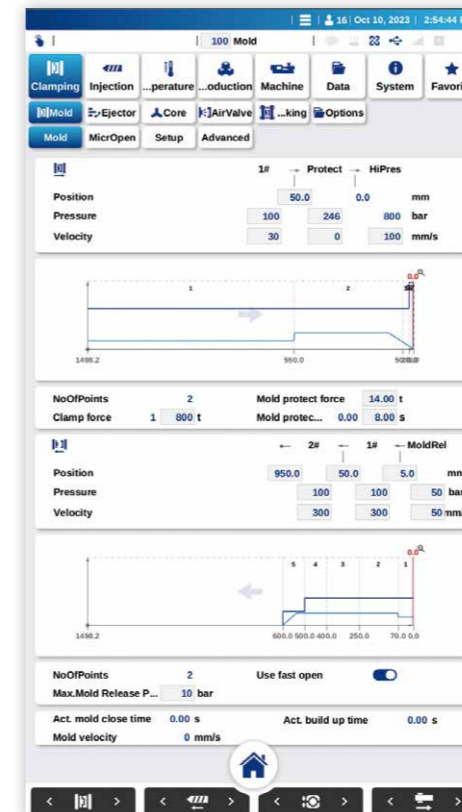 16 | Oct 10, 2023 | 2:54:44
100 Mold
Clamping Injection ...perature ...oduction Machine Data System Favori
Mold Ejector Core AirValve ...king Options
Mold MicrOpen Setup Advanced
1# → Protect → HiPres
Position 50.0 0.0 mm
Pressure 100 246 800 bar
Velocity 30 0 100 mm/s
0.0
1 2
1498.2 550.0
NoOfPoints 2 Mold protect force 14.00 t
Clamp force 1 800 t Mold protec... 0.00 8.00 s
← 2# ← 1# ← MoldRel
Position 950.0 50.0 5.0 mm
Pressure 100 100 50 bar
Velocity 300 300 50 mm/
0.0
5 4 3 2 1
1498.2 600.0 500.0 400.0 250.0 70.0 0.0
NoOfPoints 2 Use fast open
Max.Mold Release P... 10 bar
Act. mold close time 0.00 s Act. build up time 0.00 s
Mold velocity 0 mm/s